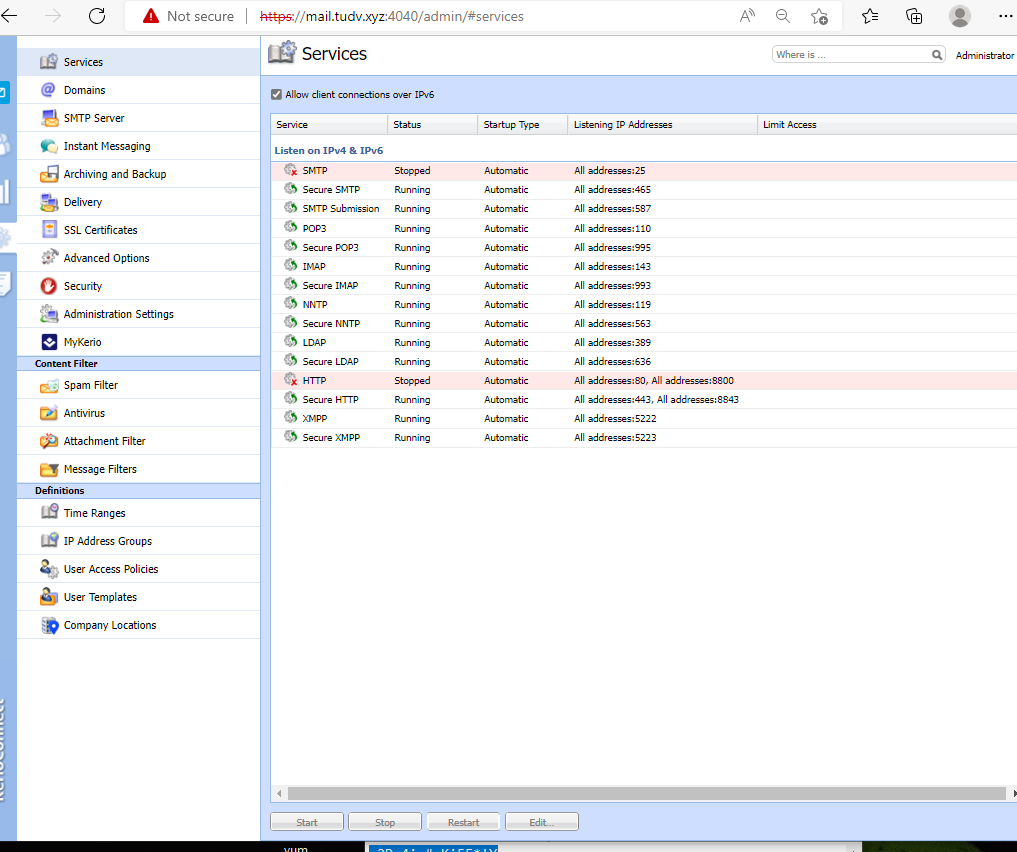 Not secure https://mail.tudv.xyz:4040/admin/#services
Services
Domains
SMTP Server
Instant Messaging
Archiving and Backup
Delivery
SSL Certificates
Advanced Options
Security
Administration Settings
MyKerio
Content Filter
Spam Filter
Antivirus
Attachment Filter
Message Filters
Definitions
Time Ranges
IP Address Groups
User Access Policies
User Templates
Company Locations
Services
Where is ...
Administrator
Allow client connections over IPv6
Service Status Startup Type Listening IP Addresses Limit Access
Listen on IPv4 & IPv6
SMTP Stopped Automatic All addresses:25
Secure SMTP Running Automatic All addresses:465
SMTP Submission Running Automatic All addresses:587
POP3 Running Automatic All addresses:110
Secure POP3 Running Automatic All addresses:995
IMAP Running Automatic All addresses:143
Secure IMAP Running Automatic All addresses:993
NNTP Running Automatic All addresses:119
Secure NNTP Running Automatic All addresses:563
LDAP Running Automatic All addresses:389
Secure LDAP Running Automatic All addresses:636
HTTP Stopped Automatic All addresses:80, All addresses:8800
Secure HTTP Running Automatic All addresses:443, All addresses:8843
XMPP Running Automatic All addresses:5222
Secure XMPP Running Automatic All addresses:5223
Start Stop Restart Edit...
yum